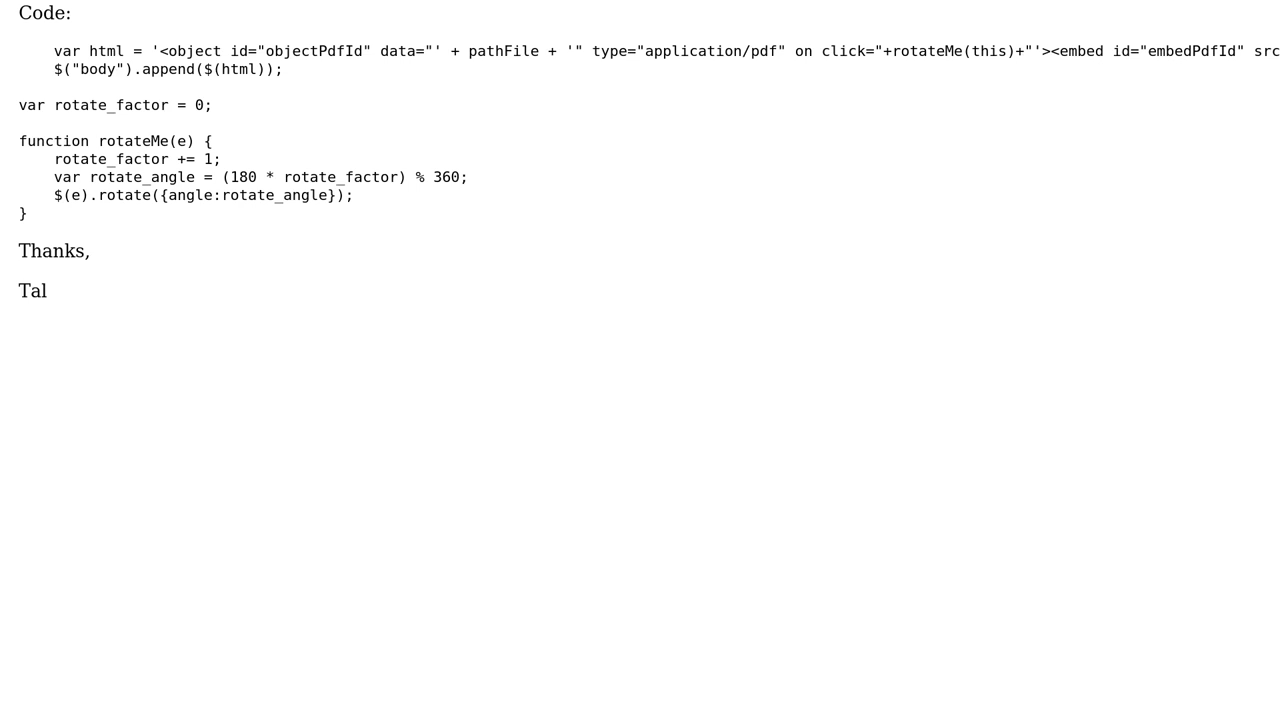 Code:
    var html = '<object id="objectPdfId" data="' + pathFile + '" type="application/pdf" on click="+rotateMe(this)+"'><embed id="embedPdfId" src
    $("body").append($(html));
var rotate_factor = 0;
function rotateMe(e) {
    rotate_factor += 1;
    var rotate_angle = (180 * rotate_factor) % 360;
    $(e).rotate({angle:rotate_angle});
}
Thanks,
Tal